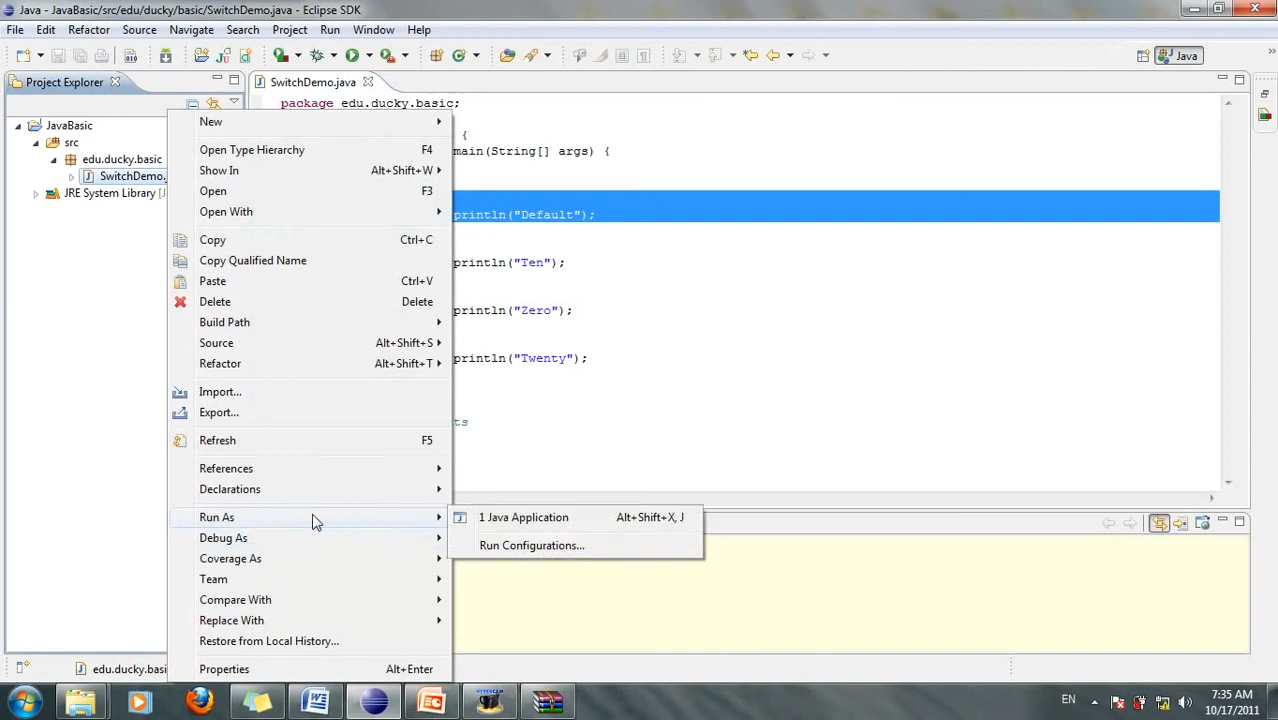 Java - JavaBasic/src/edu/ducky/basic/SwitchDemo.java - Eclipse SDK
File Edit Refactor Source Navigate Search Project Run Window Help
Java
Project Explorer
SwitchDemo.java
package edu.ducky.basic;
JavaBasic
{
src
main(String[] args) {
edu.ducky.basic
SwitchDemo.
JRE System Library [
println("Default");
println("Ten");
println("Zero");
println("Twenty");
ts
New
Open Type Hierarchy F4
Show In Alt+Shift+W
Open F3
Open With
Copy Ctrl+C
Copy Qualified Name
Paste Ctrl+V
Delete Delete
Build Path
Source Alt+Shift+S
Refactor Alt+Shift+T
Import...
Export...
Refresh F5
References
Declarations
Run As
Debug As
Coverage As
Team
Compare With
Replace With
Restore from Local History...
Properties Alt+Enter
1 Java Application Alt+Shift+X, J
Run Configurations...
edu.ducky.basi
EN
7:35 AM
10/17/2011
HYPERCAM